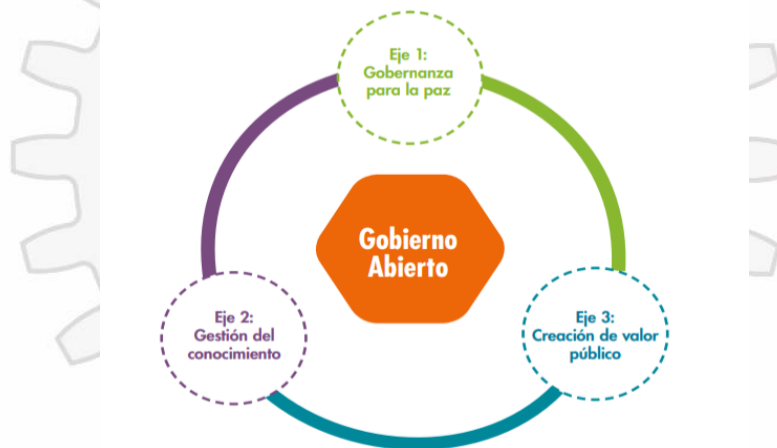 Eje 1:
Gobernanza
para la paz
Gobierno
Abierto
Eje 2:
Gestión del
conocimiento
Eje 3:
Creación de valor
público